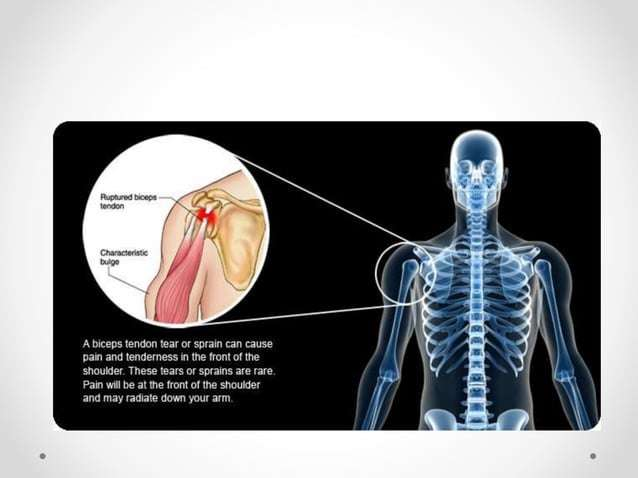 Ruptured biceps
tendon
Characteristic
bulge
A biceps tendon tear or sprain can cause
pain and tenderness in the front of the
shoulder. These tears or sprains are rare.
Pain will be at the front of the shoulder
and may radiate down your arm.